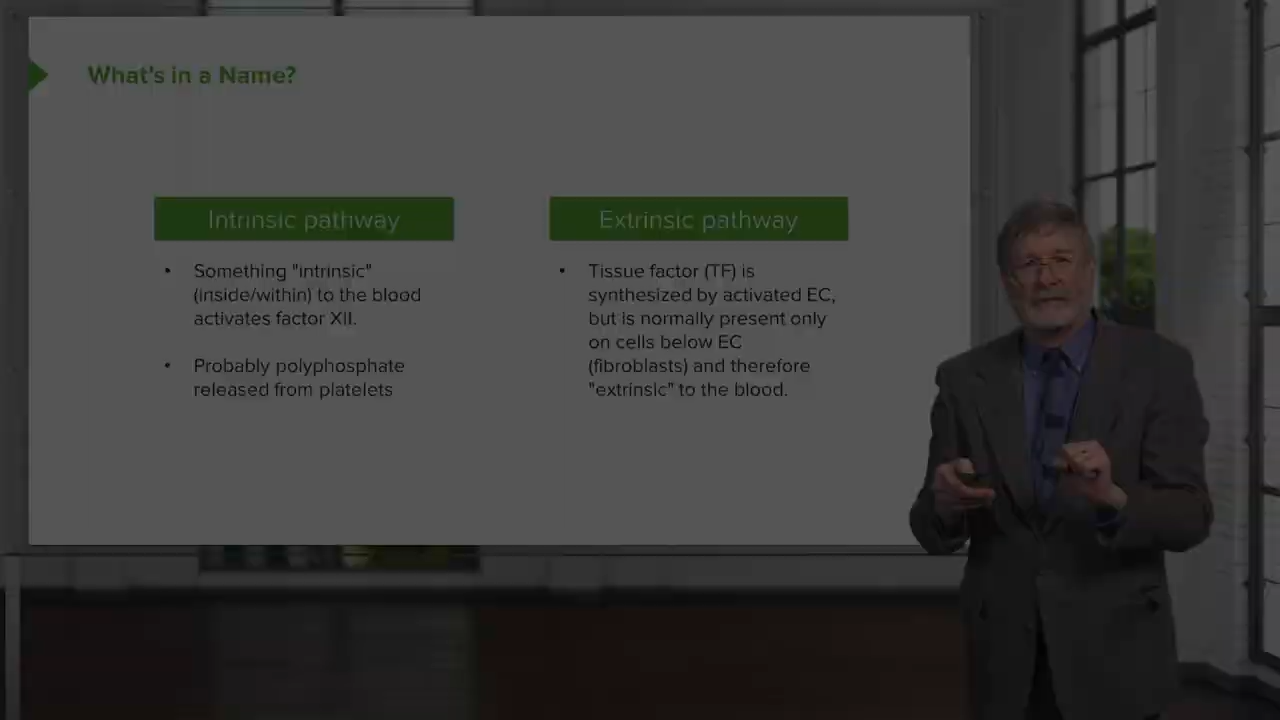 What's in a Name?
Intrinsic pathway
• Something "intrinsic"
(inside/within) to the blood
activates factor XII.
• Probably polyphosphate
released from platelets
Extrinsic pathway
• Tissue factor (TF) is
synthesized by activated EC,
but is normally present only
on cells below EC
(fibroblasts) and therefore
"extrinsic" to the blood.